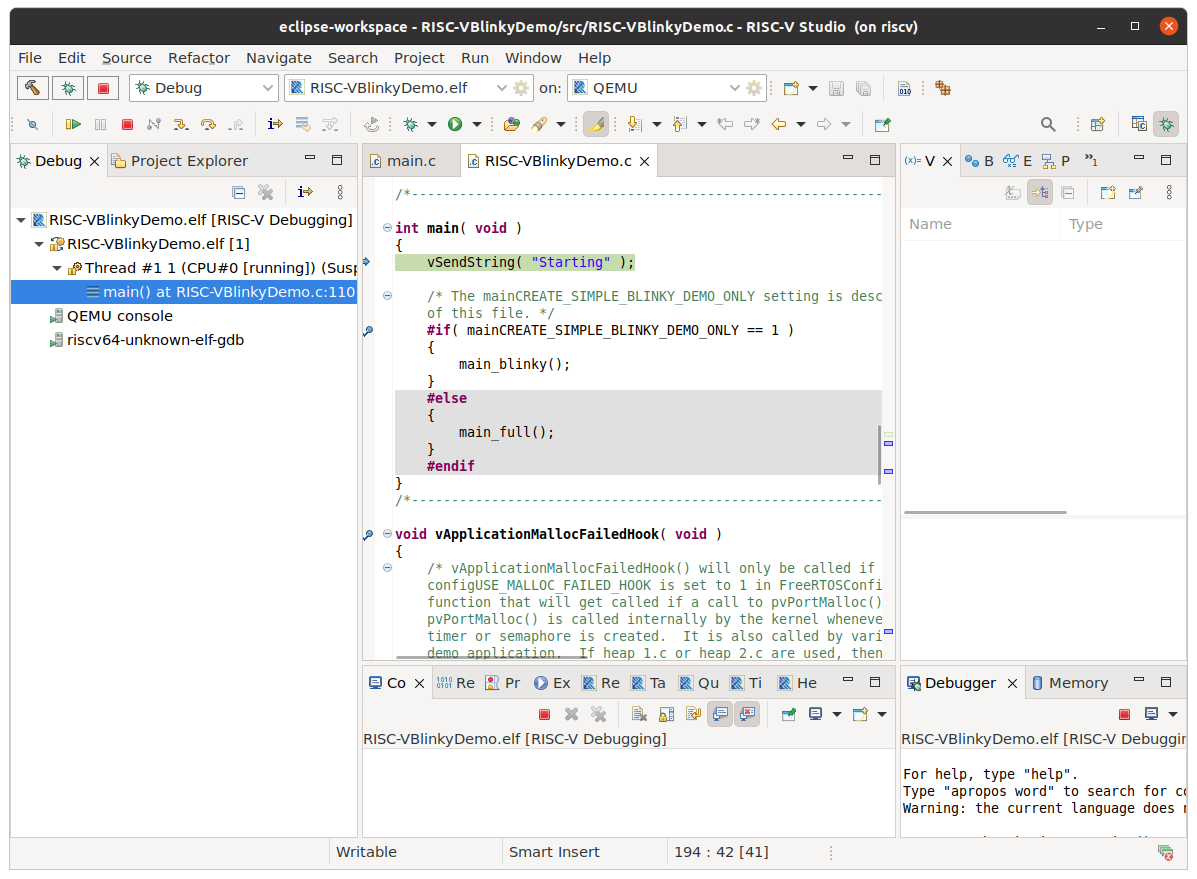 eclipse-workspace - RISC-VBlinkyDemo/src/RISC-VBlinkyDemo.c - RISC-V Studio (on riscv)
File Edit Source Refactor Navigate Search Project Run Window Help
Debug RISC-VBlinkyDemo.elf on: QEMU
Debug Project Explorer
RISC-VBlinkyDemo.elf [RISC-V Debugging]
RISC-VBlinkyDemo.elf [1]
Thread #1 1 (CPU#0 [running]) (Susp
main() at RISC-VBlinkyDemo.c:110
QEMU console
riscv64-unknown-elf-gdb
main.c RISC-VBlinkyDemo.c
/*-----------------------------------------------------------
int main( void )
{
vSendString( "Starting" );
/* The mainCREATE_SIMPLE_BLINKY_DEMO_ONLY setting is desc
of this file. */
#if( mainCREATE_SIMPLE_BLINKY_DEMO_ONLY == 1 )
{
main_blinky();
}
#else
{
main_full();
}
#endif
}
/*-----------------------------------------------------------
void vApplicationMallocFailedHook( void )
{
/* vApplicationMallocFailedHook() will only be called if
configUSE_MALLOC_FAILED_HOOK is set to 1 in FreeRTOSConfi
function that will get called if a call to pvPortMalloc()
pvPortMalloc() is called internally by the kernel wheneve
timer or semaphore is created.  It is also called by vari
demo application.  If heap_1.c or heap_2.c are used, then
(x)= V B E P »1
Name Type
Co Re Pr Ex Re Ta Qu Ti He
RISC-VBlinkyDemo.elf [RISC-V Debugging]
Debugger Memory
RISC-VBlinkyDemo.elf [RISC-V Debuggin
For help, type "help".
Type "apropos word" to search for co
Warning: the current language does n
Writable Smart Insert 194 : 42 [41]